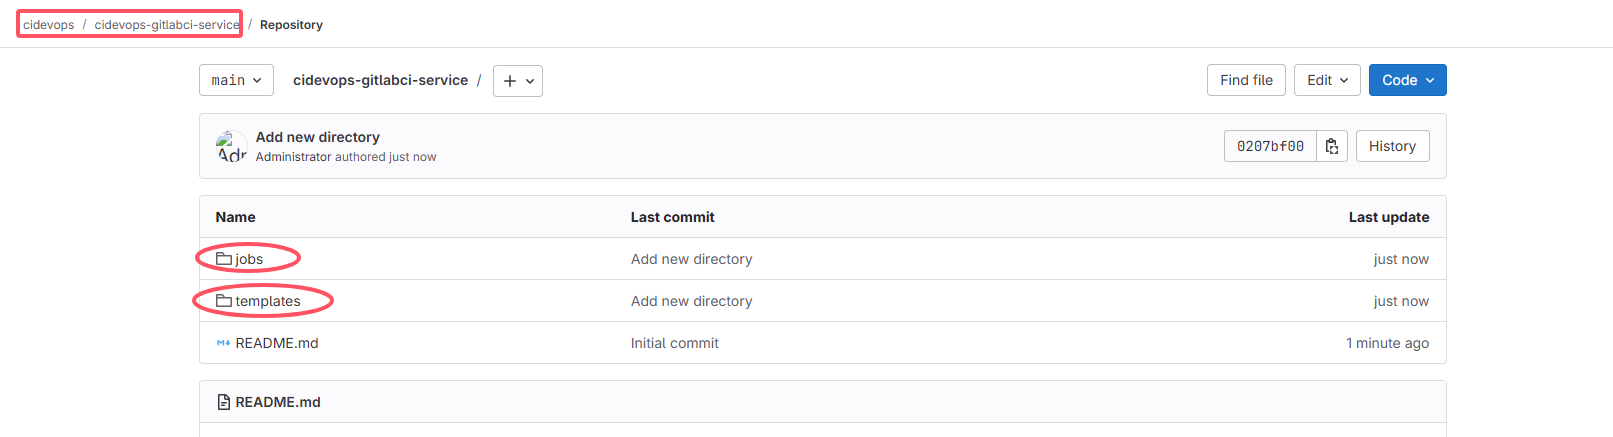 cidevops / cidevops-gitlabci-service / Repository
main cidevops-gitlabci-service / + Find file Edit Code
Add new directory
Administrator authored just now
0207bf00 History
Name Last commit Last update
jobs Add new directory just now
templates Add new directory just now
README.md Initial commit 1 minute ago
README.md